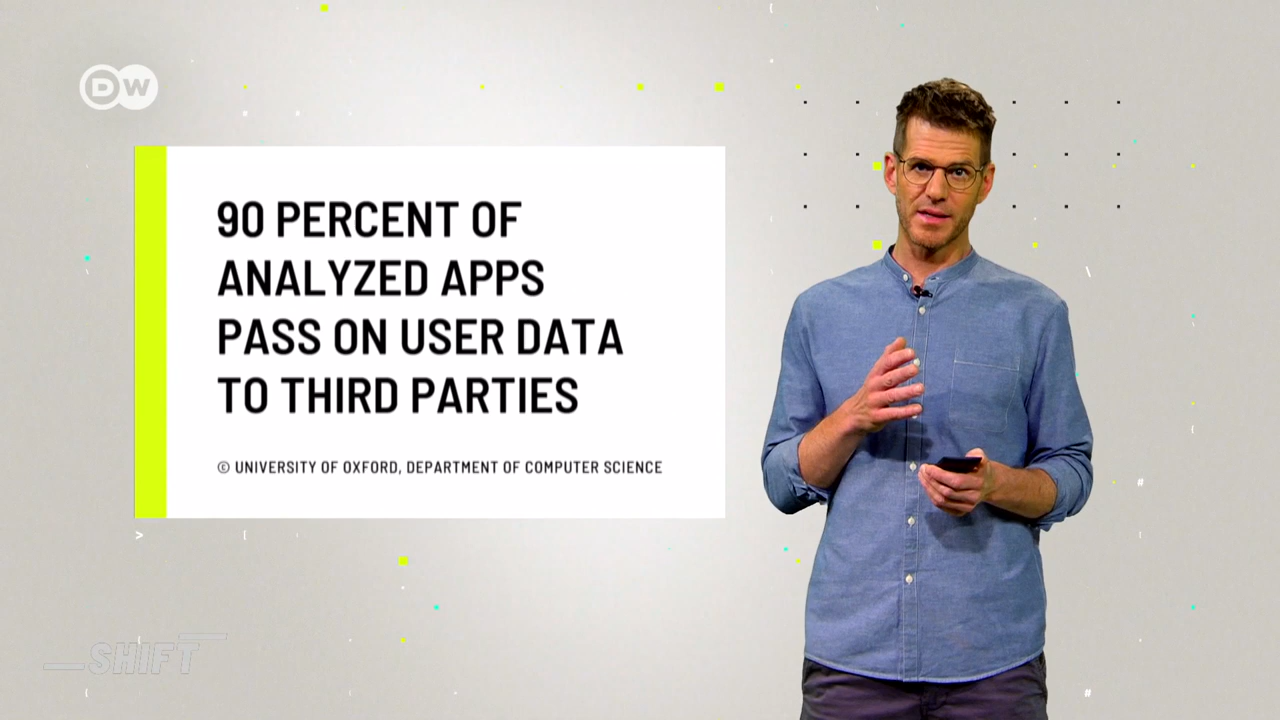 DW
90 PERCENT OF
ANALYZED APPS
PASS ON USER DATA
TO THIRD PARTIES
© UNIVERSITY OF OXFORD, DEPARTMENT OF COMPUTER SCIENCE
SHIFT